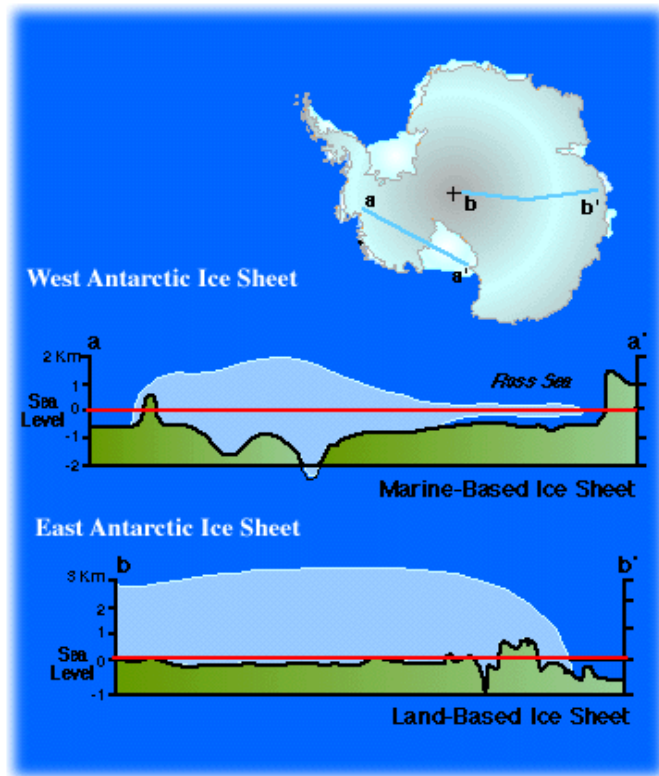 a
b
b'
a'
West Antarctic Ice Sheet
a
a'
2 Km
1
Ross Sea
Sea
Level
0
-1
-2
Marine-Based Ice Sheet
East Antarctic Ice Sheet
b
b'
3 Km
2
1
Sea
Level
0
-1
Land-Based Ice Sheet